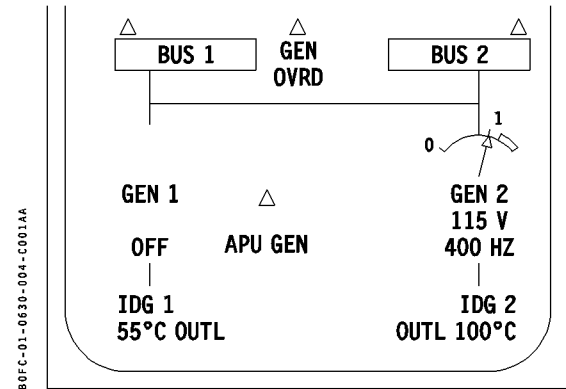 BUS 1
GEN
OVRD
BUS 2
0
1
GEN 1
OFF
APU GEN
GEN 2
115 V
400 HZ
IDG 1
55°C OUTL
IDG 2
OUTL 100°C
B0FC-01-0630-004-C001AA